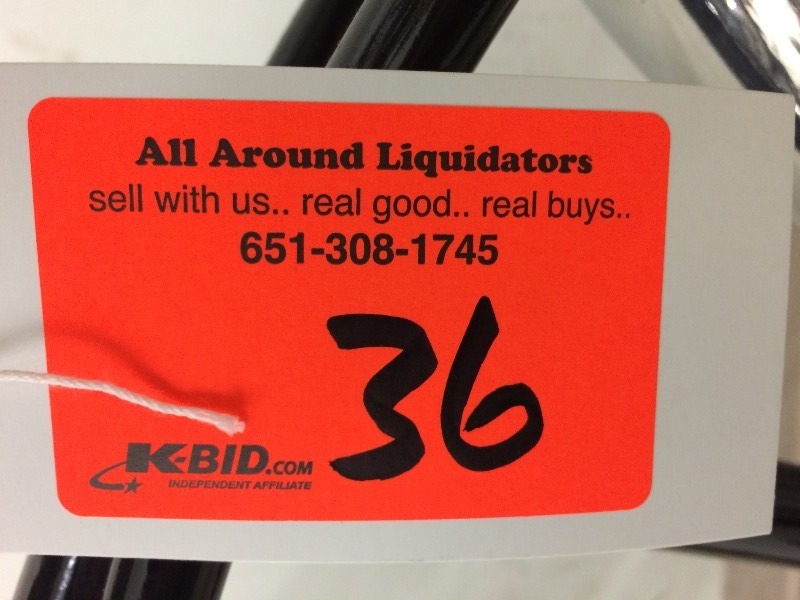 All Around Liquidators
sell with us.. real good.. real buys..
651-308-1745
36
K-BID.COM
INDEPENDENT AFFILIATE